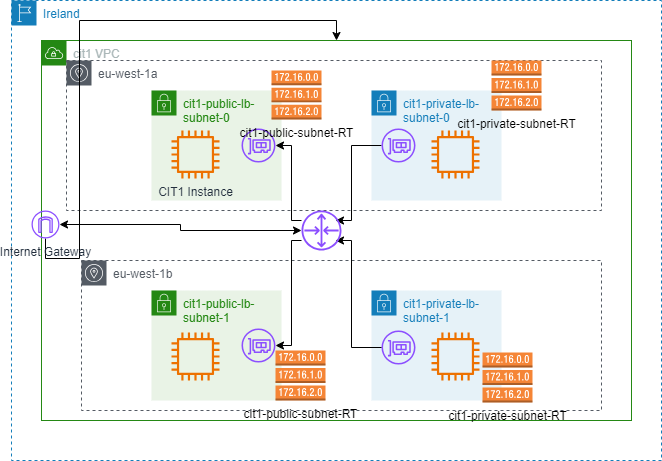 Ireland
cit1 VPC
eu-west-1a
172.16.0.0
172.16.1.0
172.16.2.0
172.16.0.0
172.16.1.0
172.16.2.0
cit1-public-lb-
subnet-0
cit1-public-subnet-RT
cit1-private-lb-
subnet-0
cit1-private-subnet-RT
CIT1 Instance
Internet Gateway
eu-west-1b
cit1-public-lb-
subnet-1
cit1-private-lb-
subnet-1
172.16.0.0
172.16.1.0
172.16.2.0
172.16.0.0
172.16.1.0
172.16.2.0
cit1-public-subnet-RT
cit1-private-subnet-RT